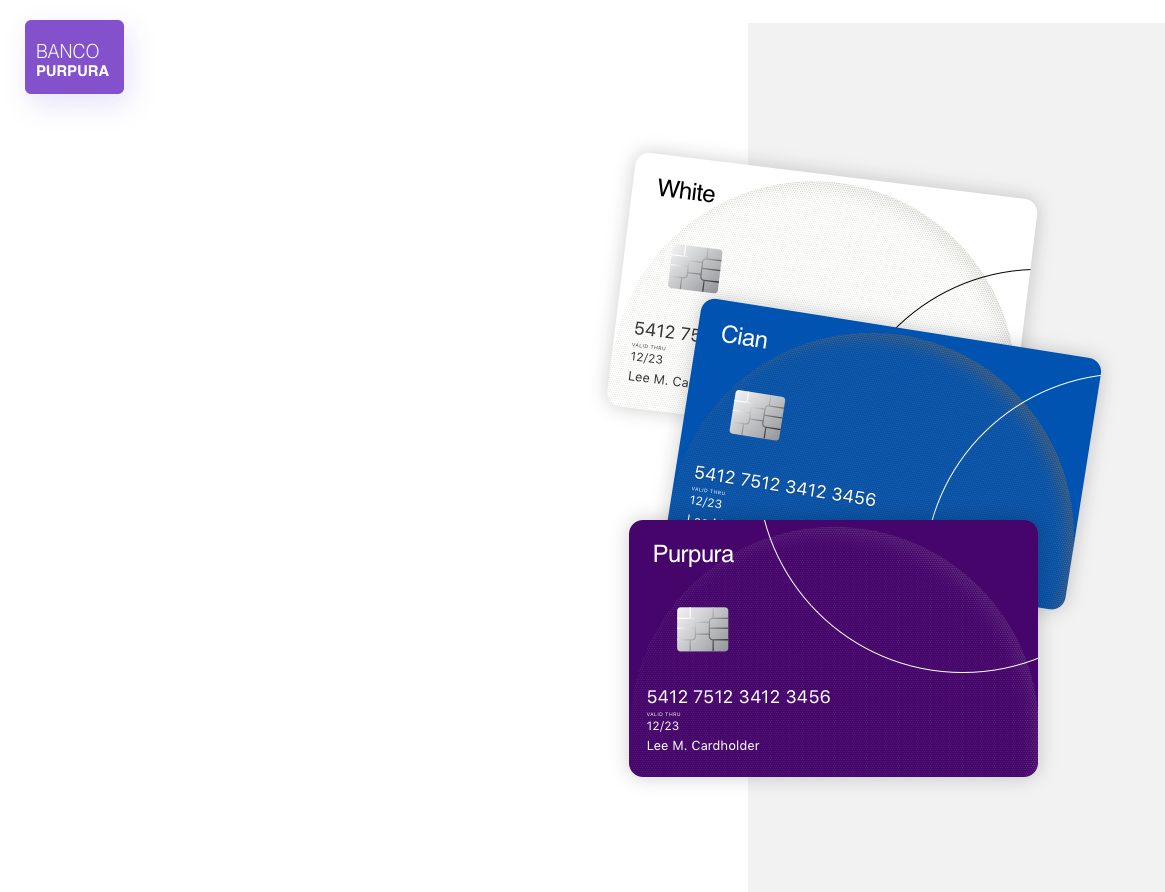 BANCO
PURPURA
White
5412 75
VALID THRU
12/23
Lee M. Ca
Cian
5412 7512 3412 3456
VALID THRU
12/23
Purpura
5412 7512 3412 3456
VALID THRU
12/23
Lee M. Cardholder